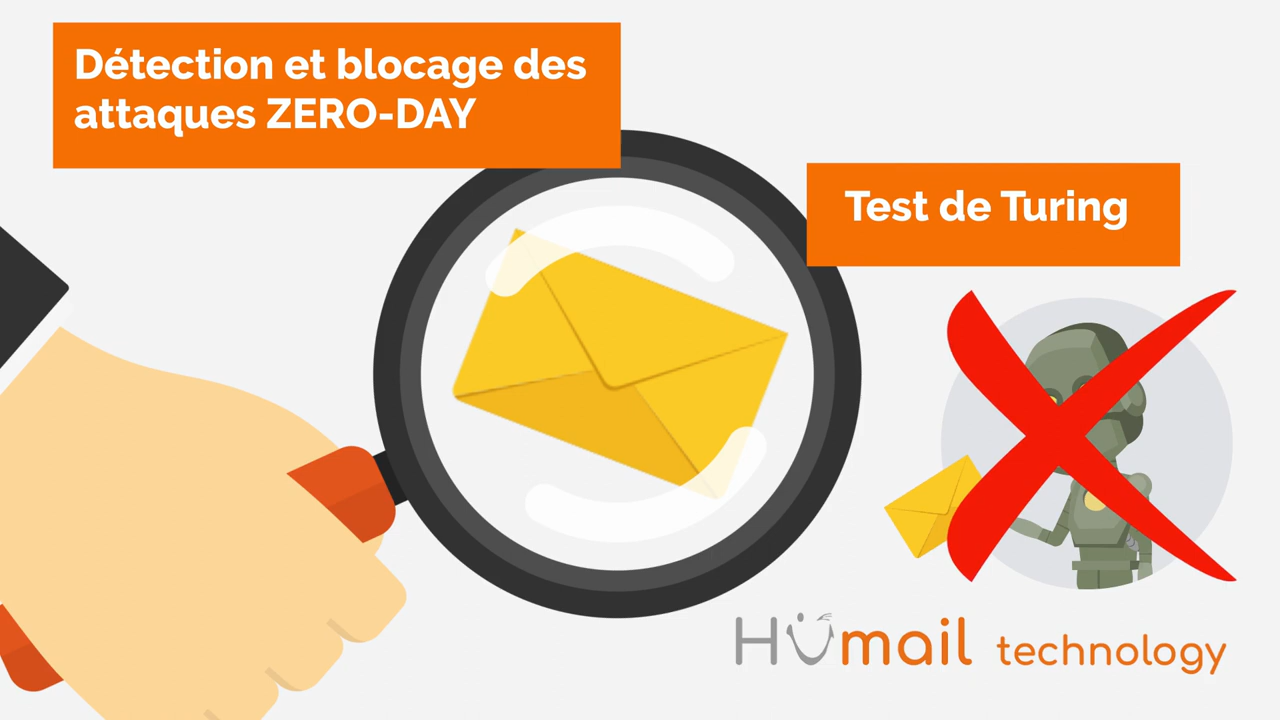 Détection et blocage des
attaques ZERO-DAY
Test de Turing
Humail technology